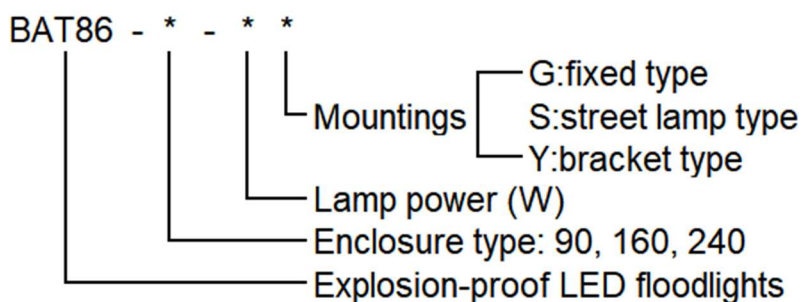 BAT86 - * - * *
G:fixed type
Mountings
S:street lamp type
Y:bracket type
Lamp power (W)
Enclosure type: 90, 160, 240
Explosion-proof LED floodlights